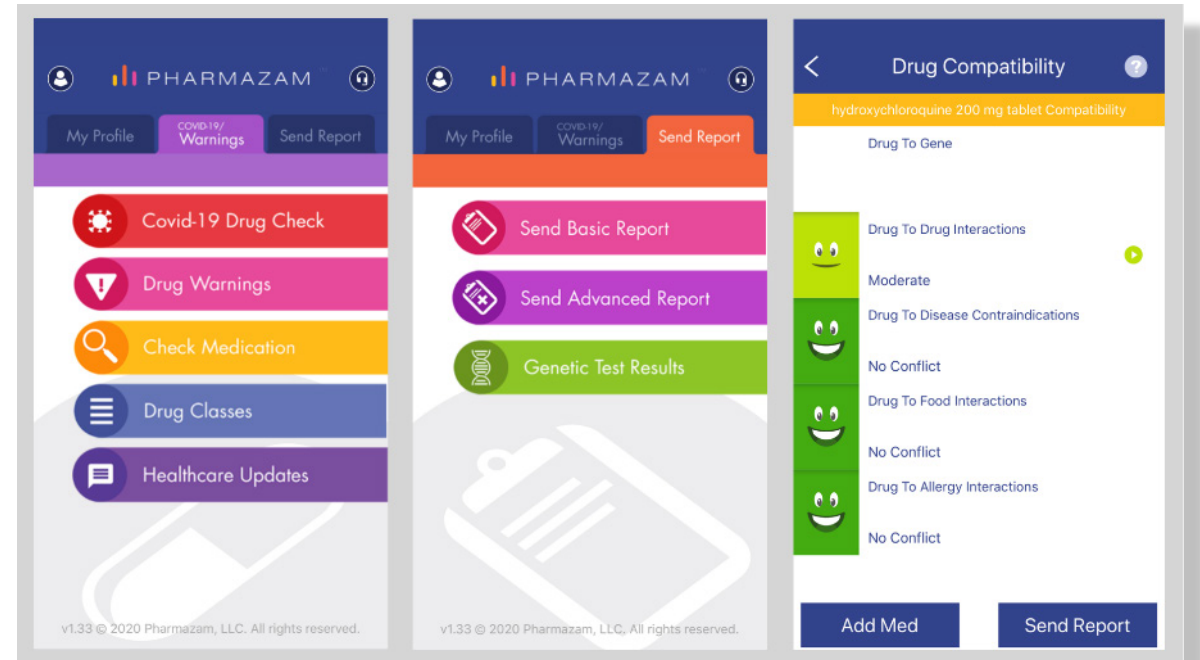 PHARMAZAM
My Profile
COVID-19/
Warnings
Send Report
Covid-19 Drug Check
Drug Warnings
Check Medication
Drug Classes
Healthcare Updates
v1.33 © 2020 Pharmazam, LLC. All rights reserved.
PHARMAZAM
My Profile
COVID-19/
Warnings
Send Report
Send Basic Report
Send Advanced Report
Genetic Test Results
v1.33 © 2020 Pharmazam, LLC. All rights reserved.
Drug Compatibility
?
hydroxychloroquine 200 mg tablet Compatibility
Drug To Gene
Drug To Drug Interactions
Moderate
Drug To Disease Contraindications
No Conflict
Drug To Food Interactions
No Conflict
Drug To Allergy Interactions
No Conflict
Add Med
Send Report